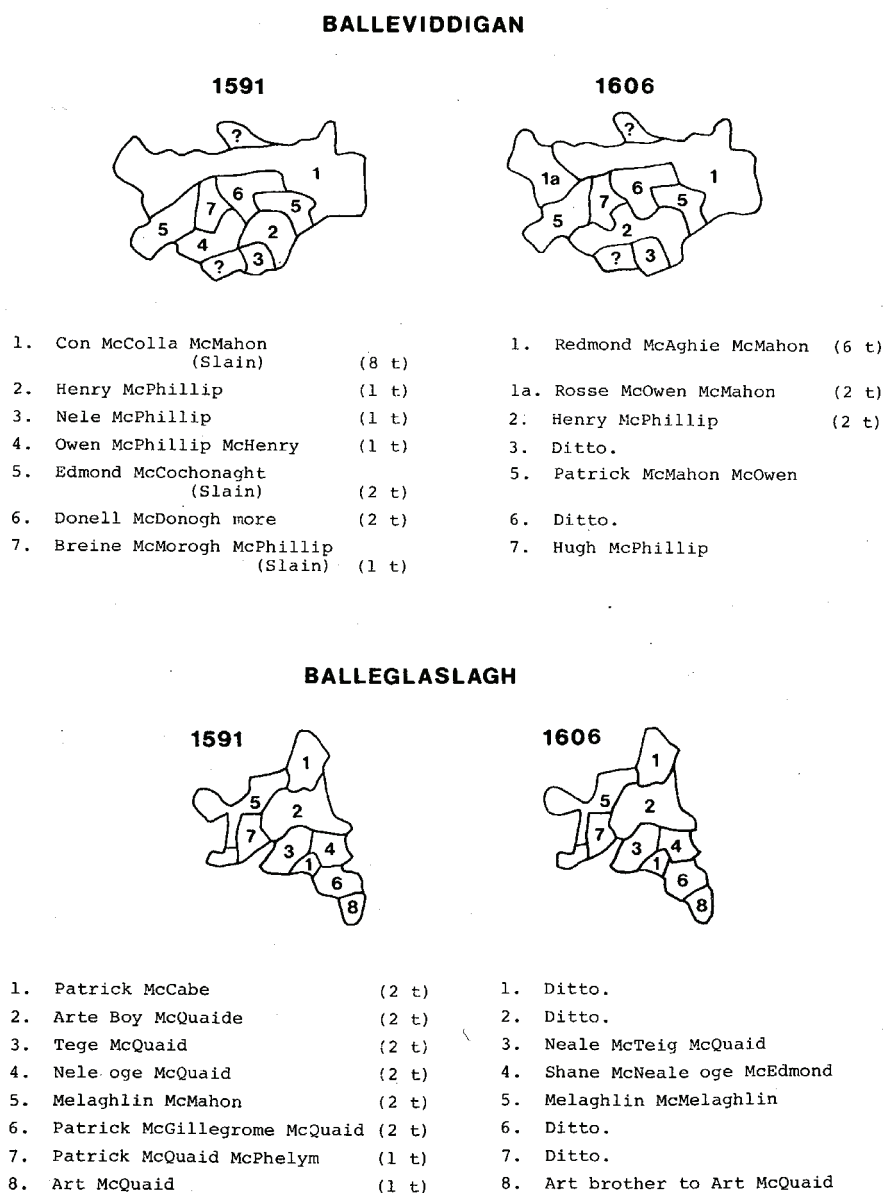 BALLEVIDDIGAN
1591
?
1
6
7
5
5
2
4
3
?
1606
?
1a
1
6
7
5
5
2
?
3
1. Con McColla McMahon
(Slain) (8 t)
2. Henry McPhillip (1 t)
3. Nele McPhillip (1 t)
4. Owen McPhillip McHenry (1 t)
5. Edmond McCochonaght
(Slain) (2 t)
6. Donell McDonogh more (2 t)
7. Breine McMorogh McPhillip
(Slain) (1 t)
1. Redmond McAghie McMahon (6 t)
1a. Rosse McOwen McMahon (2 t)
2. Henry McPhillip (2 t)
3. Ditto.
5. Patrick McMahon McOwen
6. Ditto.
7. Hugh McPhillip
BALLEGLASLAGH
1591
1
5
2
7
3
4
1
6
8
1606
1
5
2
7
3
4
1
6
8
1. Patrick McCabe (2 t)
2. Arte Boy McQuaide (2 t)
3. Tege McQuaid (2 t)
4. Nele oge McQuaid (2 t)
5. Melaghlin McMahon (2 t)
6. Patrick McGillegrome McQuaid (2 t)
7. Patrick McQuaid McPhelym (1 t)
8. Art McQuaid (1 t)
1. Ditto.
2. Ditto.
3. Neale McTeig McQuaid
4. Shane McNeale oge McEdmond
5. Melaghlin McMelaghlin
6. Ditto.
7. Ditto.
8. Art brother to Art McQuaid